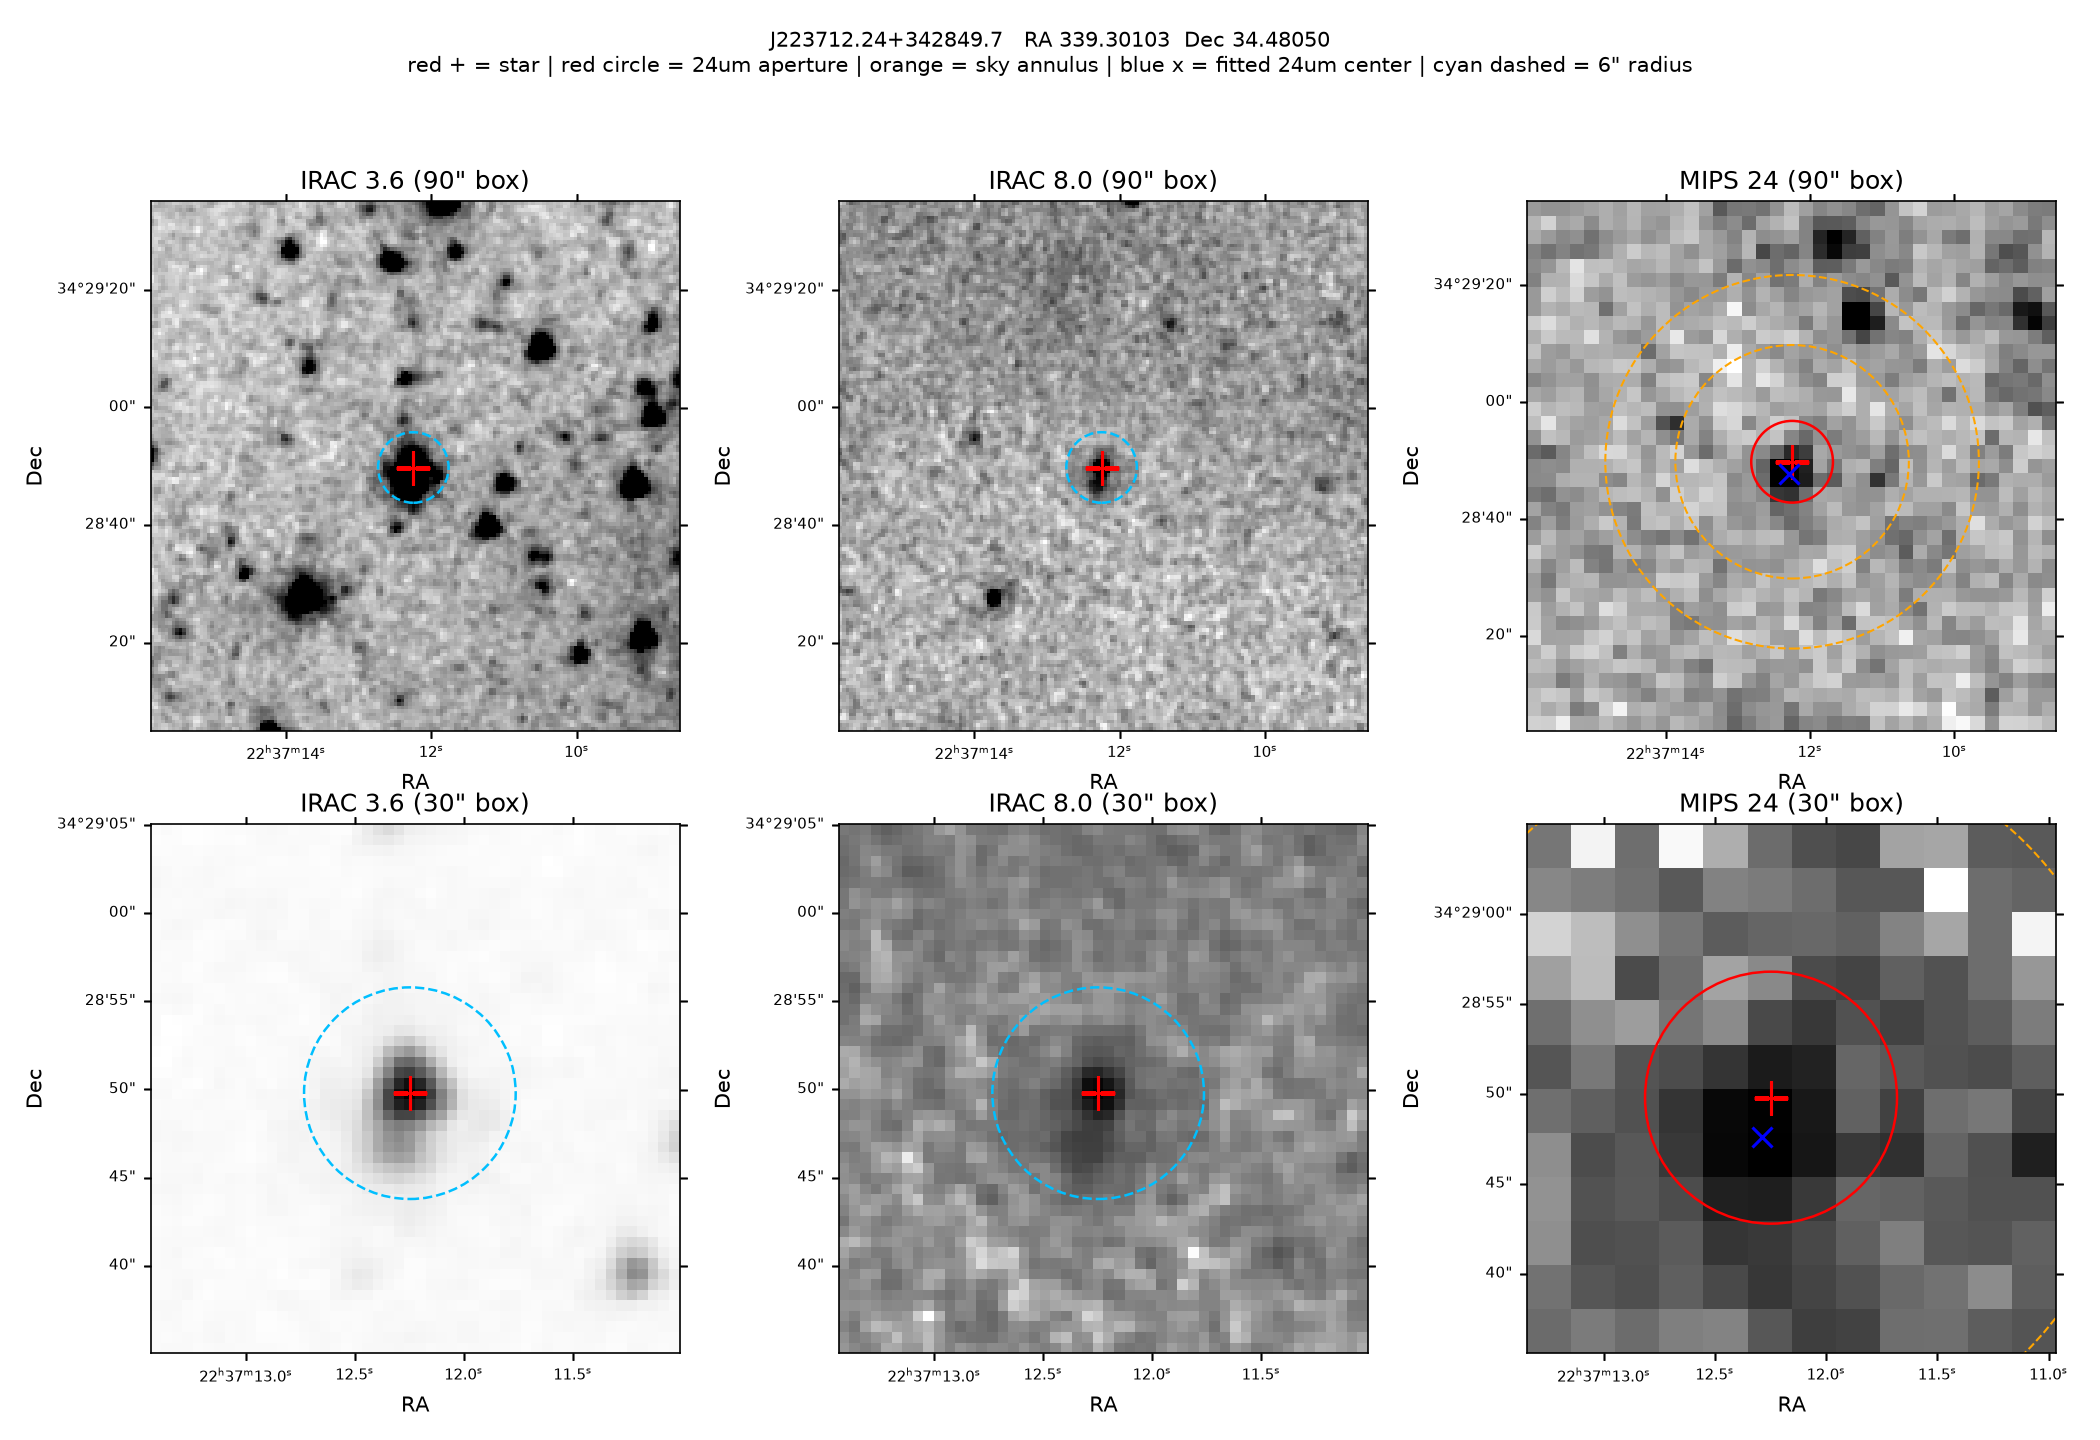 J223712.24+342849.7   RA 339.30103  Dec 34.48050
red + = star | red circle = 24um aperture | orange = sky annulus | blue x = fitted 24um center | cyan dashed = 6" radius
IRAC 3.6 (90" box)
34°29'20"
00"
28'40"
20"
Dec
22ʰ37ᵐ14ˢ
12ˢ
10ˢ
RA
IRAC 8.0 (90" box)
34°29'20"
00"
28'40"
20"
Dec
22ʰ37ᵐ14ˢ
12ˢ
10ˢ
RA
MIPS 24 (90" box)
34°29'20"
00"
28'40"
20"
Dec
22ʰ37ᵐ14ˢ
12ˢ
10ˢ
RA
IRAC 3.6 (30" box)
34°29'05"
00"
28'55"
50"
45"
40"
Dec
22ʰ37ᵐ13.0ˢ
12.5ˢ
12.0ˢ
11.5ˢ
RA
IRAC 8.0 (30" box)
34°29'05"
00"
28'55"
50"
45"
40"
Dec
22ʰ37ᵐ13.0ˢ
12.5ˢ
12.0ˢ
11.5ˢ
RA
MIPS 24 (30" box)
34°29'00"
28'55"
50"
45"
40"
Dec
22ʰ37ᵐ13.0ˢ
12.5ˢ
12.0ˢ
11.5ˢ
11.0ˢ
RA